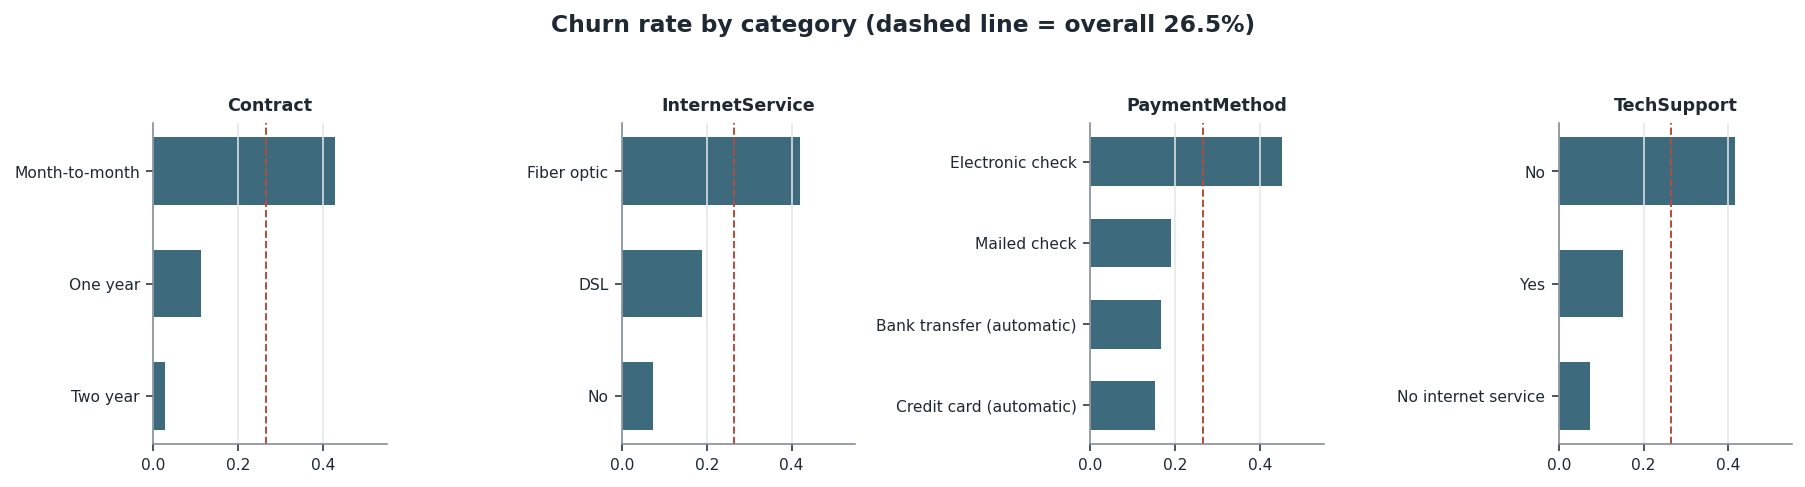 Churn rate by category (dashed line = overall 26.5%)
Contract
Month-to-month
One year
Two year
0.0 0.2 0.4
InternetService
Fiber optic
DSL
No
0.0 0.2 0.4
PaymentMethod
Electronic check
Mailed check
Bank transfer (automatic)
Credit card (automatic)
0.0 0.2 0.4
TechSupport
No
Yes
No internet service
0.0 0.2 0.4